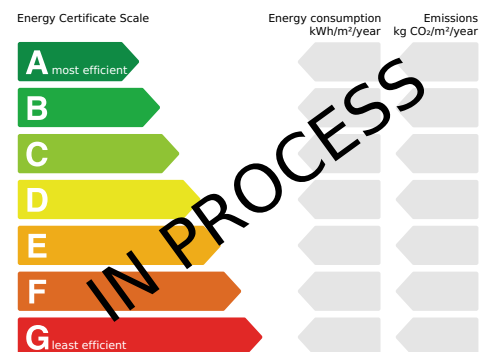 Energy Certificate Scale
Energy consumption
kWh/m²/year
Emissions
kg CO₂/m²/year
A most efficient
B
C
D
E
F
G least efficient
IN PROCESS